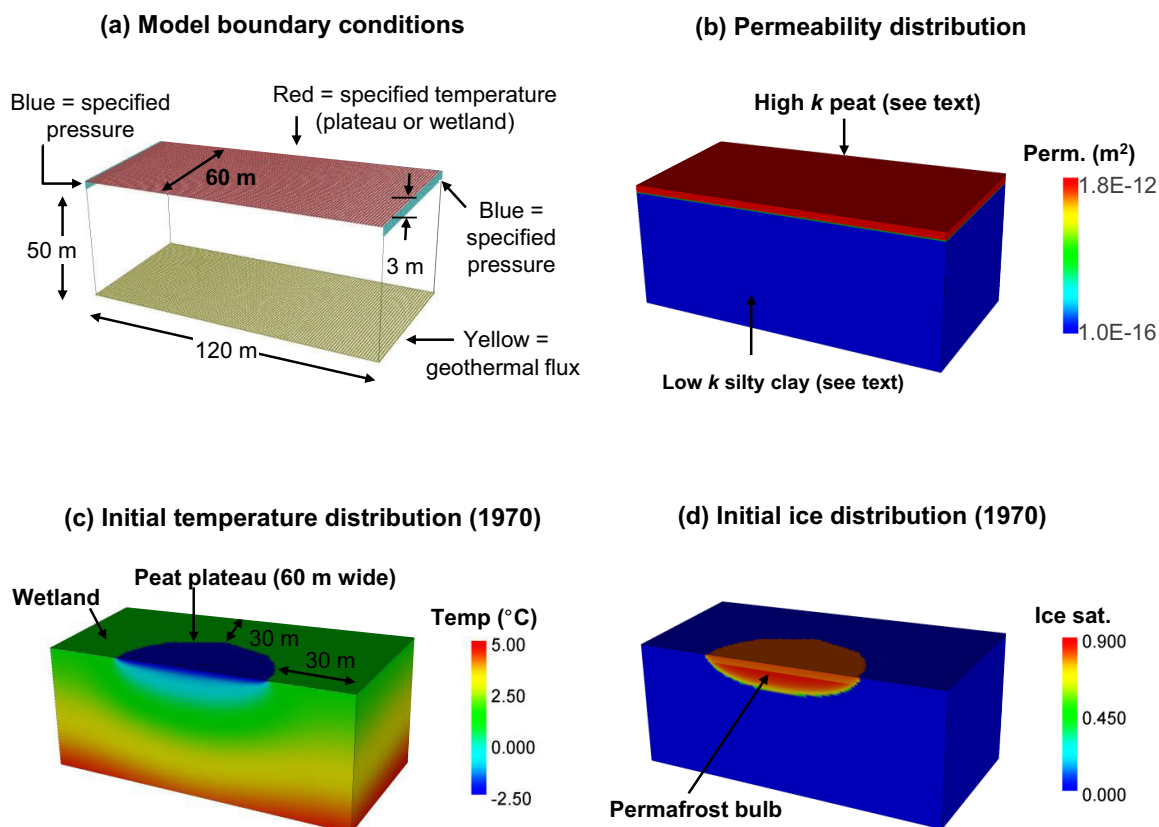 (a) Model boundary conditions
Blue = specified
pressure
Red = specified temperature
(plateau or wetland)
60 m
50 m
3 m
Blue =
specified
pressure
120 m
Yellow =
geothermal flux
(b) Permeability distribution
High k peat (see text)
Perm. (m²)
1.8E-12
1.0E-16
Low k silty clay (see text)
(c) Initial temperature distribution (1970)
Peat plateau (60 m wide)
Wetland
30 m
30 m
Temp (°C)
5.00
2.50
0.000
-2.50
(d) Initial ice distribution (1970)
Ice sat.
0.900
0.450
0.000
Permafrost bulb